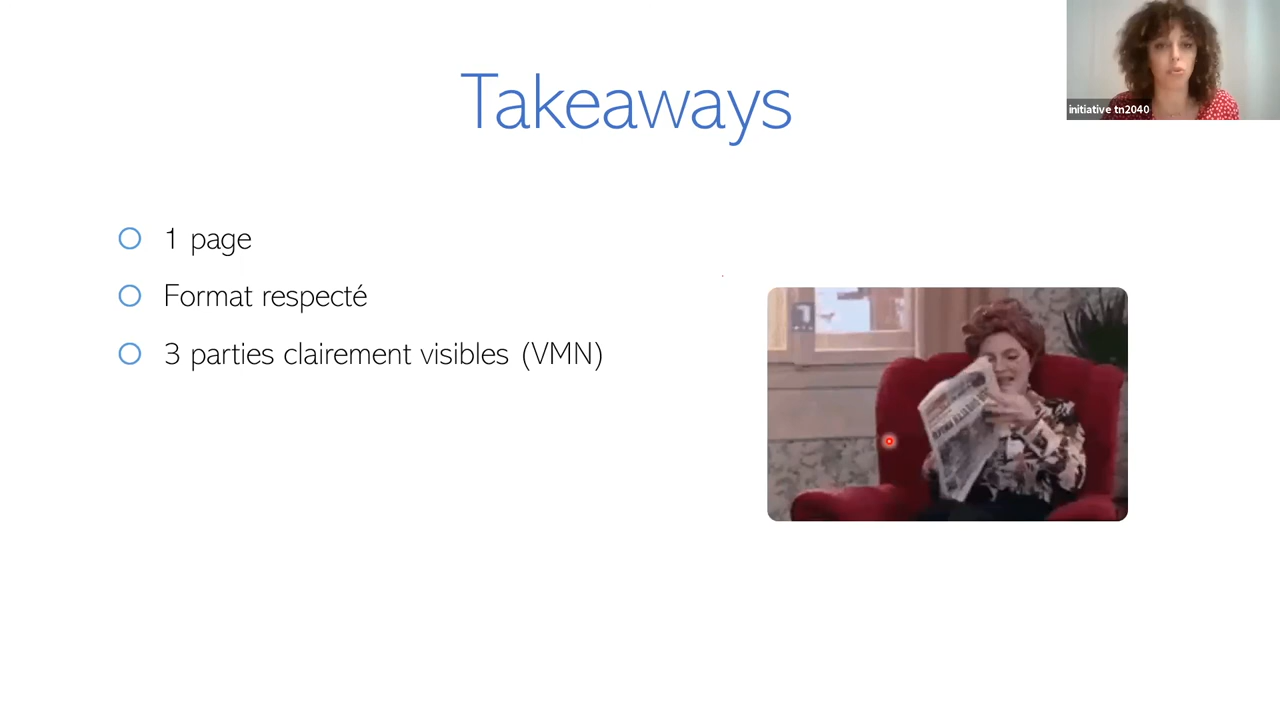 Takeaways
initiative tn2040
1 page
Format respecté
3 parties clairement visibles (VMN)